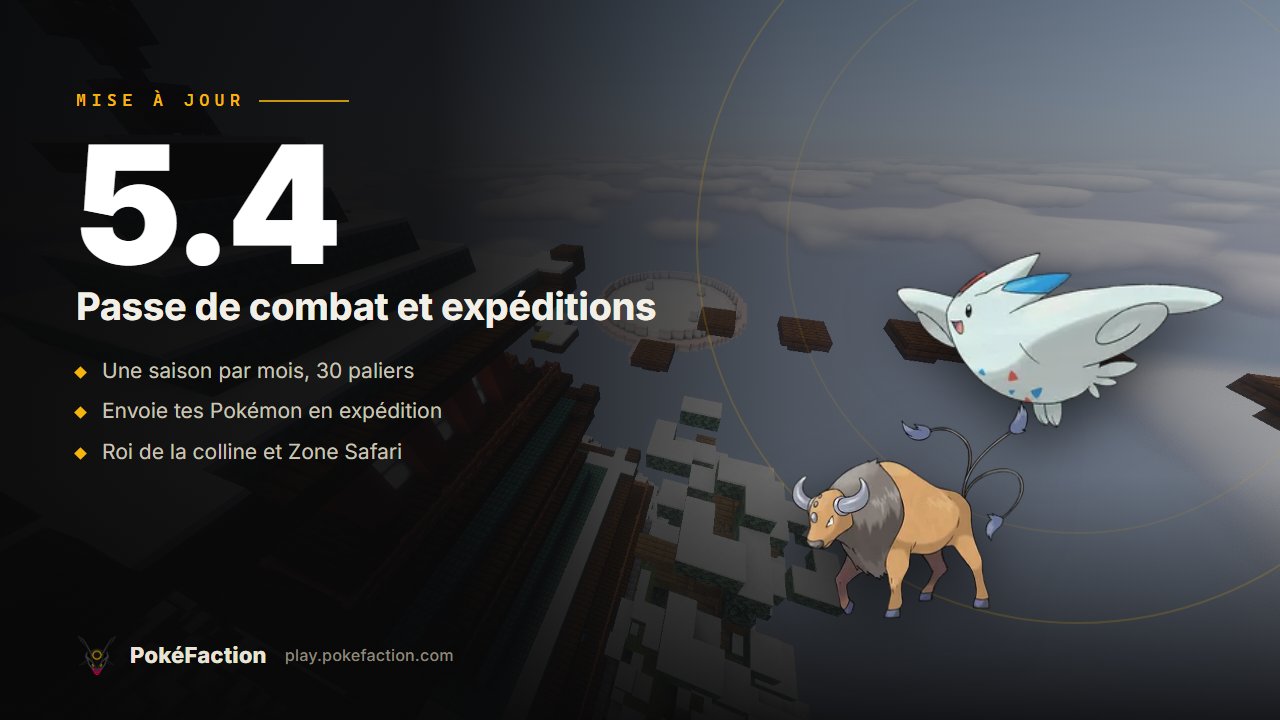 MISE À JOUR
5.4
Passe de combat et expéditions
Une saison par mois, 30 paliers
Envoie tes Pokémon en expédition
Roi de la colline et Zone Safari
PokéFaction play.pokefaction.com